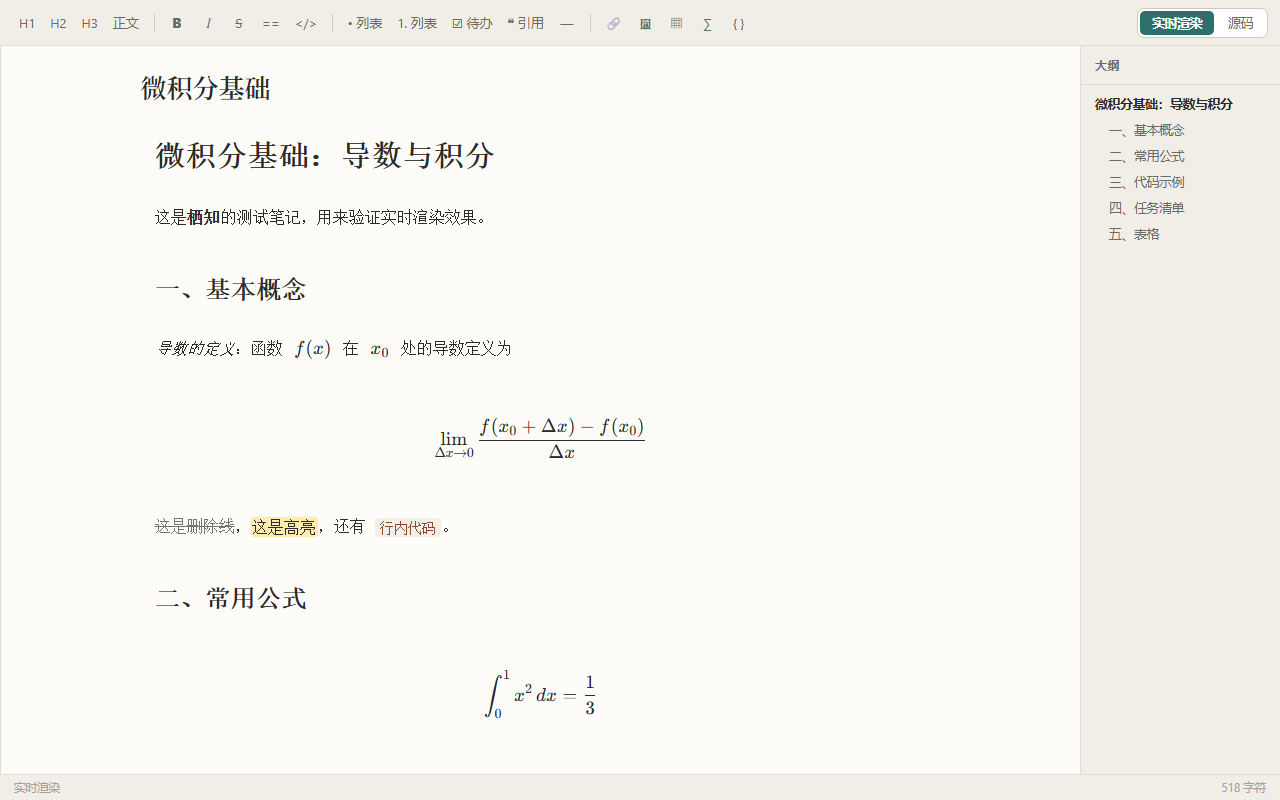 H1 H2 H3 正文 B I S == </> • 列表 1. 列表 ☑ 待办 ❝ 引用 — ∑ { } 实时渲染 源码
微积分基础
微积分基础：导数与积分
这是栖知的测试笔记，用来验证实时渲染效果。
一、基本概念
导数的定义：函数 f(x) 在 x₀ 处的导数定义为
lim Δx→0 f(x₀ + Δx) − f(x₀) / Δx
这是删除线，这是高亮，还有 行内代码 。
二、常用公式
∫₀¹ x² dx = 1/3
大纲
微积分基础：导数与积分
一、基本概念
二、常用公式
三、代码示例
四、任务清单
五、表格
实时渲染
518 字符